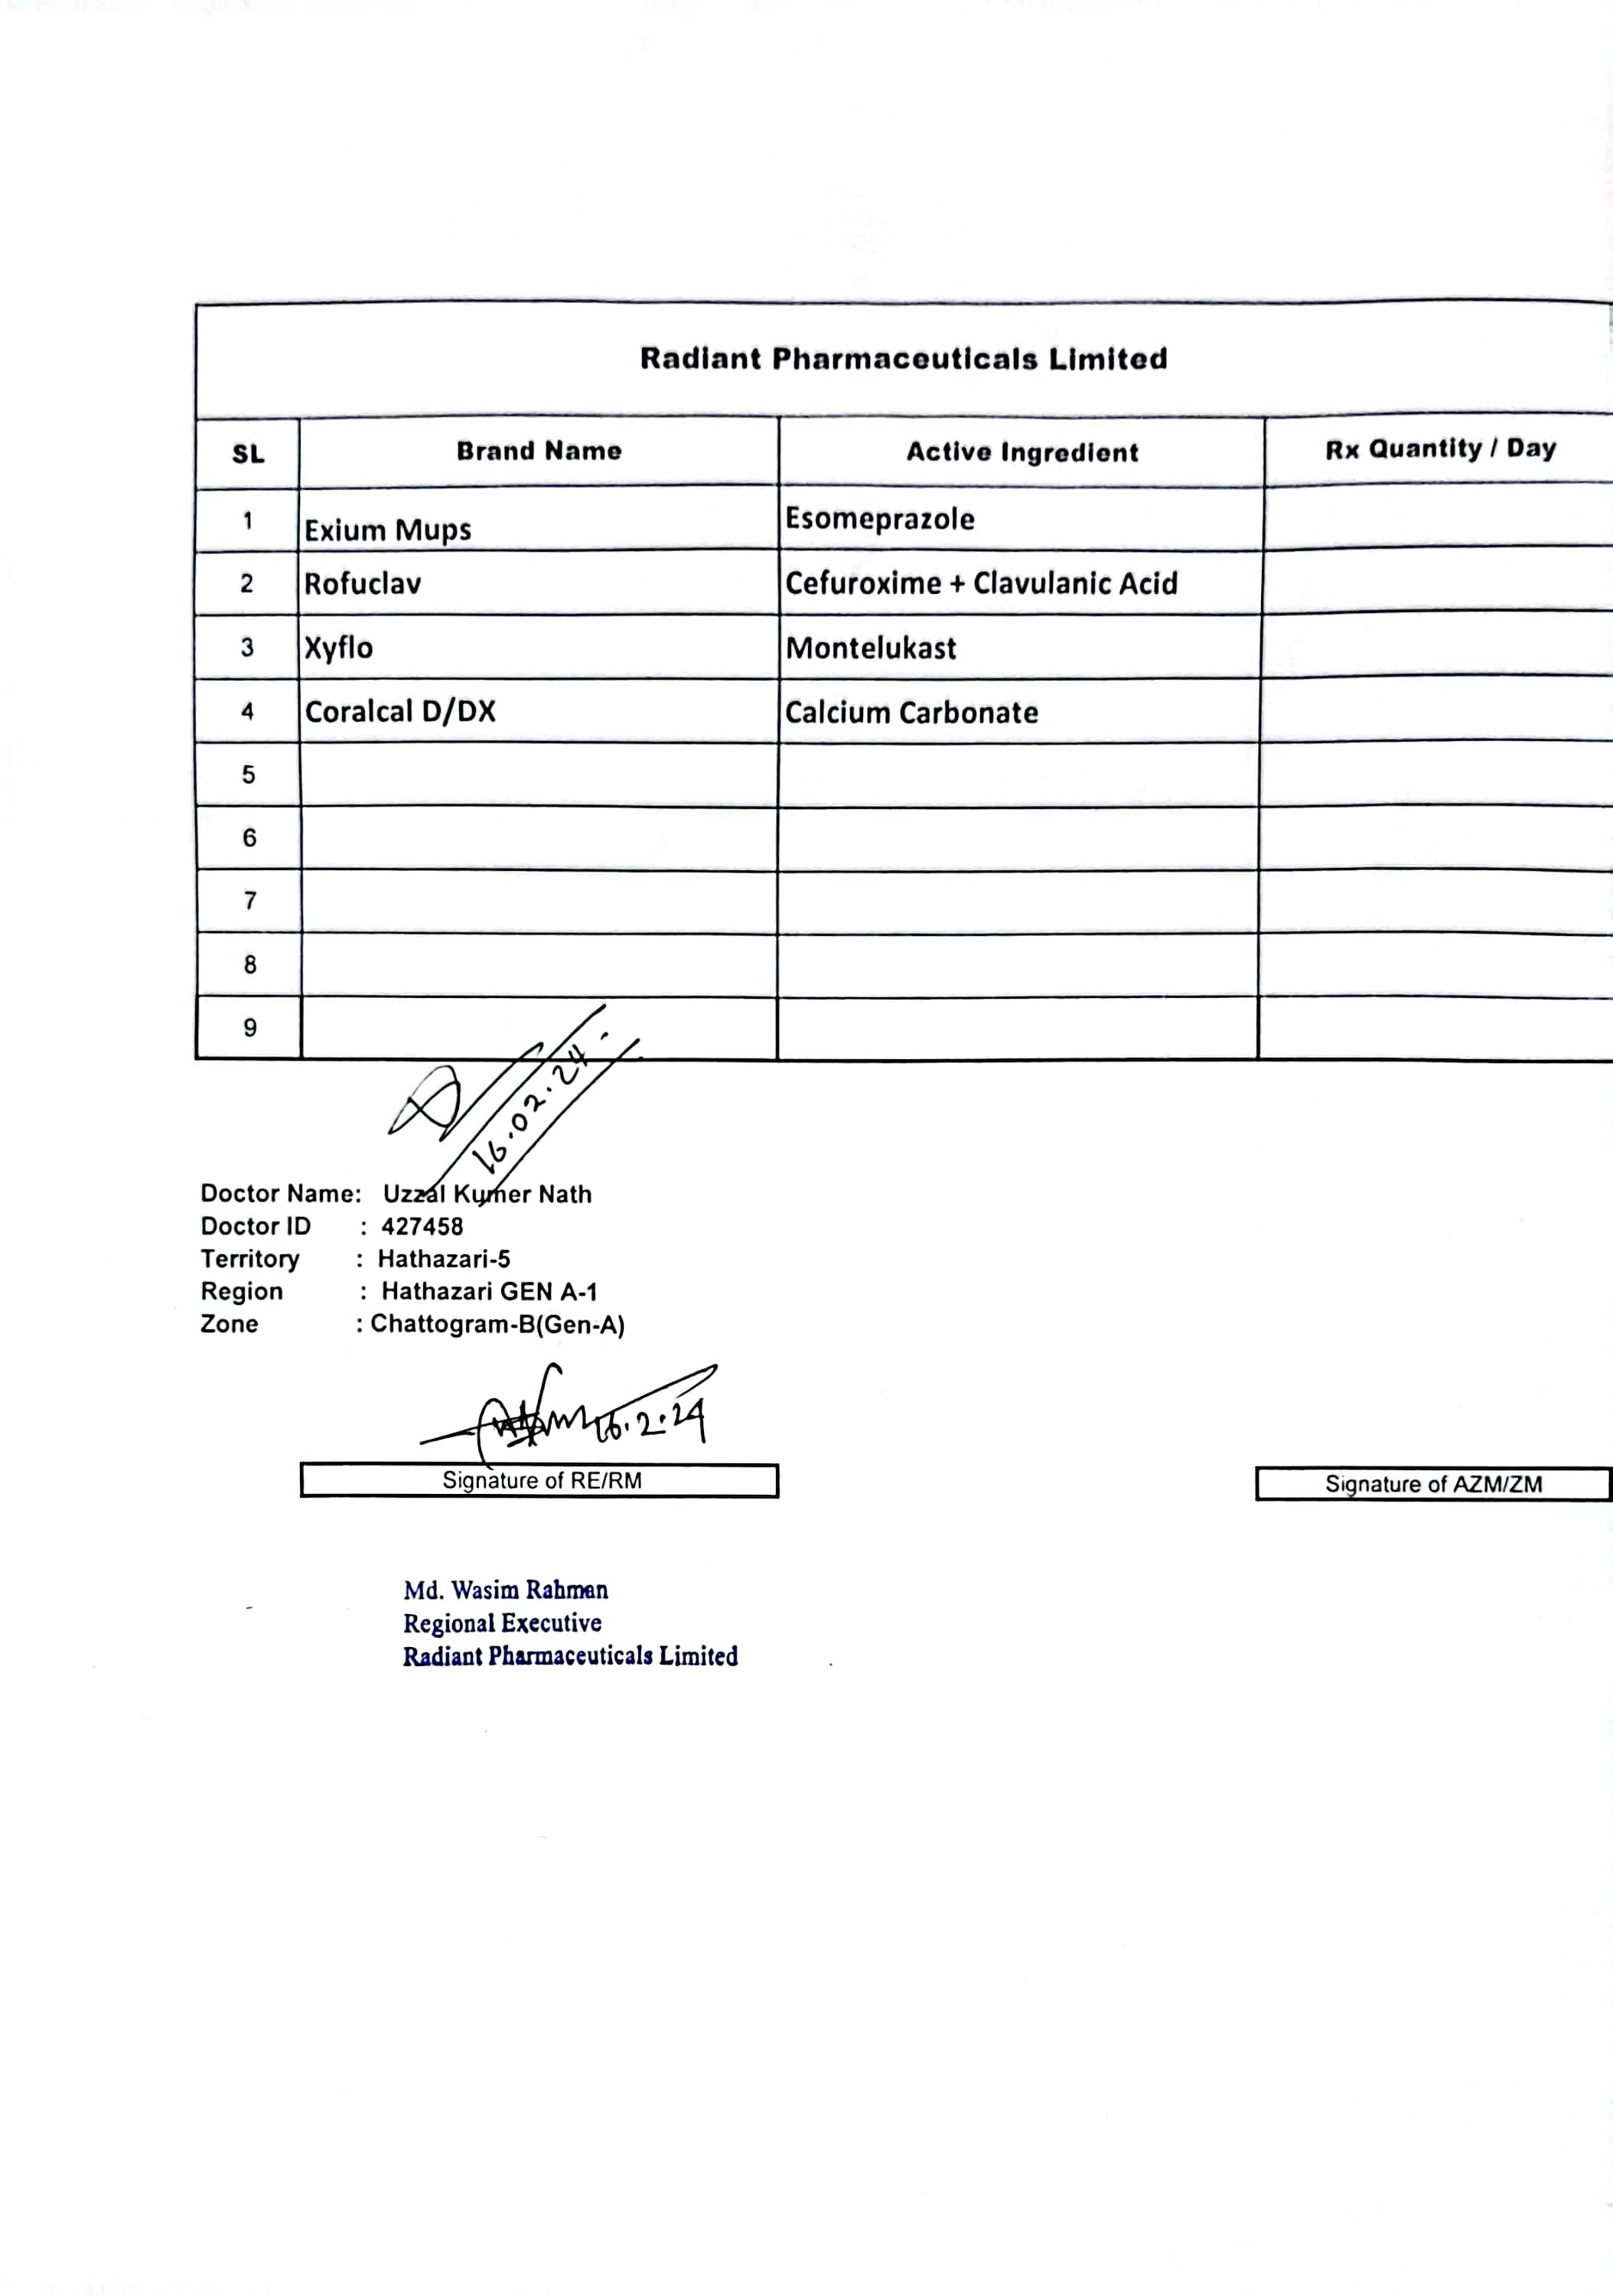 Radiant Pharmaceuticals Limited
SL Brand Name Active Ingredient Rx Quantity / Day
1 Exium Mups Esomeprazole
2 Rofuclav Cefuroxime + Clavulanic Acid
3 Xyflo Montelukast
4 Coralcal D/DX Calcium Carbonate
5
6
7
8
9
16.02.24
Doctor Name: Uzzal Kumer Nath
Doctor ID : 427458
Territory : Hathazari-5
Region : Hathazari GEN A-1
Zone : Chattogram-B(Gen-A)
16.2.24
Signature of RE/RM Signature of AZM/ZM
Md. Wasim Rahman
Regional Executive
Radiant Pharmaceuticals Limited